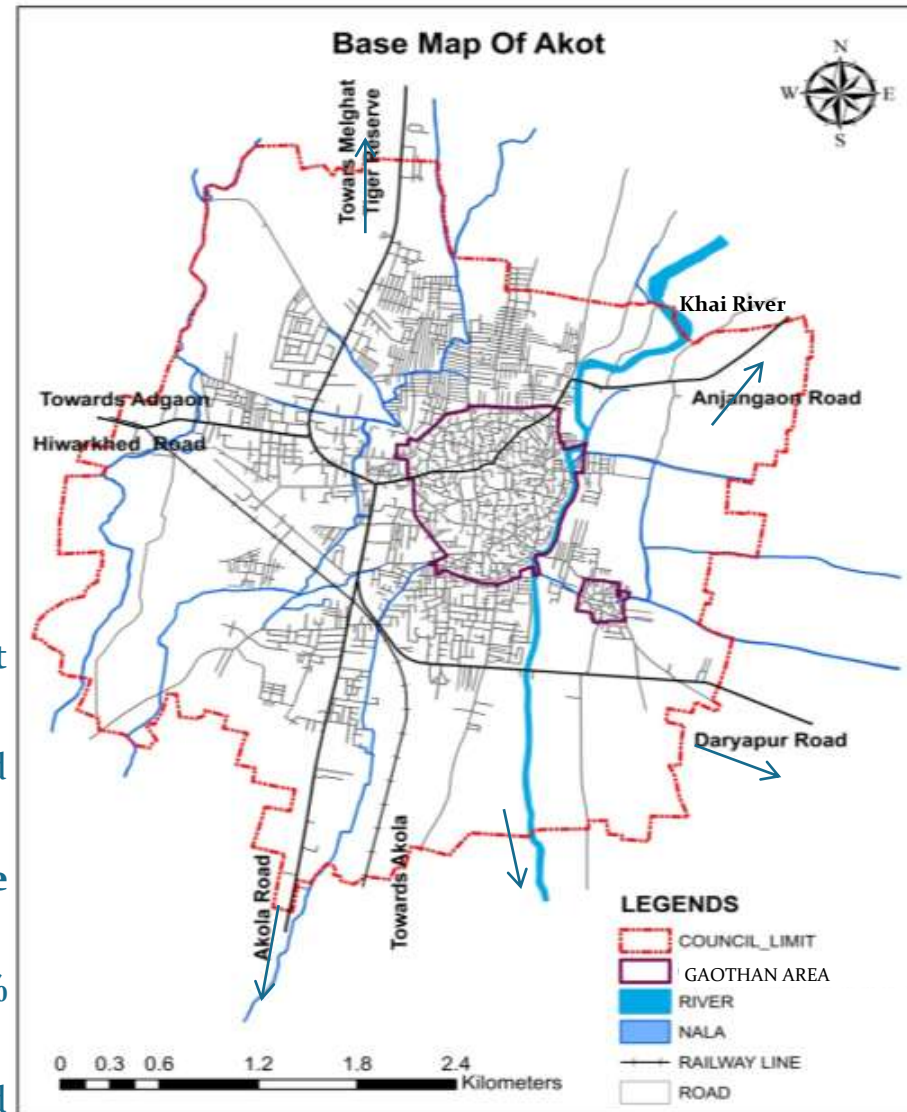 Base Map Of Akot
N
W
E
S
Towars Melghat
Tiger Reserve
Khai River
Towards Adgaon
Hiwarkhed Road
Anjangaon Road
Daryapur Road
Akola Road
Towards Akola
t
d
e
%
d
LEGENDS
COUNCIL_LIMIT
GAOTHAN AREA
RIVER
NALA
RAILWAY LINE
ROAD
0 0.3 0.6 1.2 1.8 2.4
Kilometers